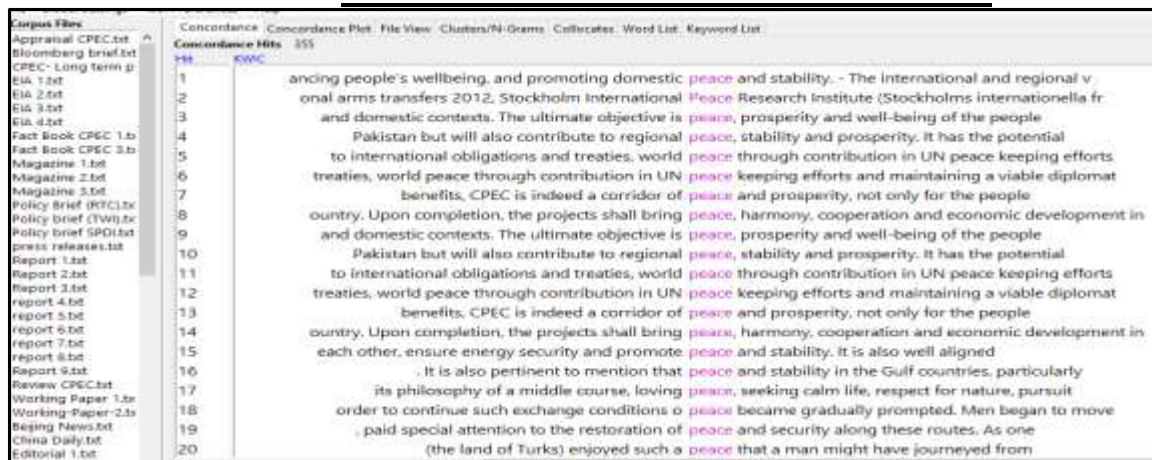 Corpus Files
Appraisal CPEC.txt
Bloomberg brief.txt
CPEC- Long term p
EIA 1.txt
EIA 2.txt
EIA 3.txt
EIA 4.txt
Fact Book CPEC 1.b
Fact Book CPEC 3.b
Magazine 1.txt
Magazine 2.txt
Magazine 3.txt
Policy Brief (RTC).tx
Policy brief (TWI).tx
Policy brief SPDI.txt
press releases.txt
Report 1.txt
Report 2.txt
Report 3.txt
report 4.txt
report 5.txt
report 6.txt
report 7.txt
report 8.txt
Report 9.txt
Review CPEC.txt
Working Paper 1.tx
Working-Paper-2.tx
Bejing News.txt
China Daily.txt
Editorial 1.txt
Concordance Concordance Plot File View Clusters/N-Grams Collocates Word List Keyword List
Concordance Hits 355
Hit KWIC
1 ancing people's wellbeing, and promoting domestic peace and stability. - The international and regional v
2 onal arms transfers 2012, Stockholm International Peace Research Institute (Stockholms internationella fr
3 and domestic contexts. The ultimate objective is peace, prosperity and well-being of the people
4 Pakistan but will also contribute to regional peace, stability and prosperity. It has the potential
5 to international obligations and treaties, world peace through contribution in UN peace keeping efforts
6 treaties, world peace through contribution in UN peace keeping efforts and maintaining a viable diplomat
7 benefits, CPEC is indeed a corridor of peace and prosperity, not only for the people
8 ountry. Upon completion, the projects shall bring peace, harmony, cooperation and economic development in
9 and domestic contexts. The ultimate objective is peace, prosperity and well-being of the people
10 Pakistan but will also contribute to regional peace, stability and prosperity. It has the potential
11 to international obligations and treaties, world peace through contribution in UN peace keeping efforts
12 treaties, world peace through contribution in UN peace keeping efforts and maintaining a viable diplomat
13 benefits, CPEC is indeed a corridor of peace and prosperity, not only for the people
14 ountry. Upon completion, the projects shall bring peace, harmony, cooperation and economic development in
15 each other, ensure energy security and promote peace and stability. It is also well aligned
16 . It is also pertinent to mention that peace and stability in the Gulf countries, particularly
17 its philosophy of a middle course, loving peace, seeking calm life, respect for nature, pursuit
18 order to continue such exchange conditions o peace became gradually prompted. Men began to move
19 , paid special attention to the restoration of peace and security along these routes. As one
20 (the land of Turks) enjoyed such a peace that a man might have journeyed from